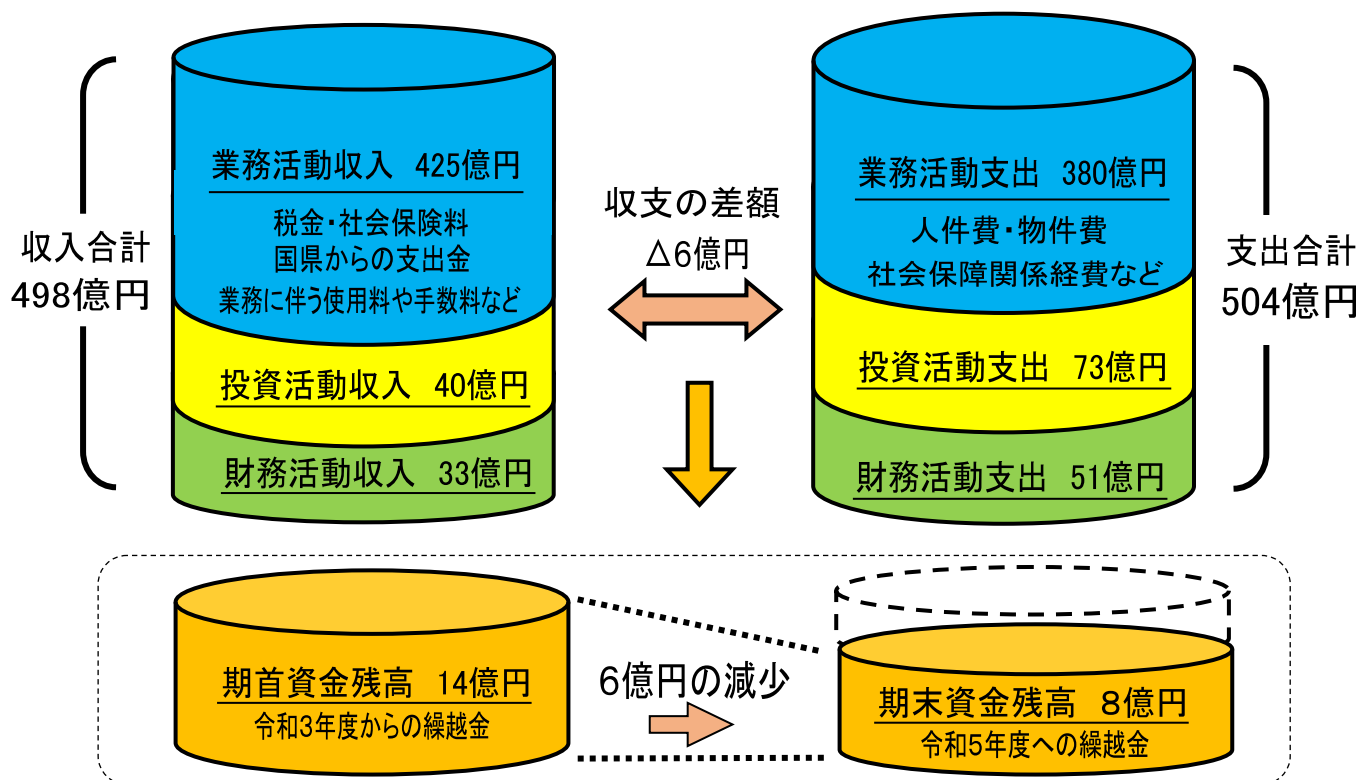 収入合計
498億円
業務活動収入 425億円
税金・社会保険料
国県からの支出金
業務に伴う使用料や手数料など
投資活動収入 40億円
財務活動収入 33億円
収支の差額
△6億円
業務活動支出 380億円
人件費・物件費
社会保障関係経費など
投資活動支出 73億円
財務活動支出 51億円
支出合計
504億円
期首資金残高 14億円
令和3年度からの繰越金
6億円の減少
期末資金残高 8億円
令和5年度への繰越金